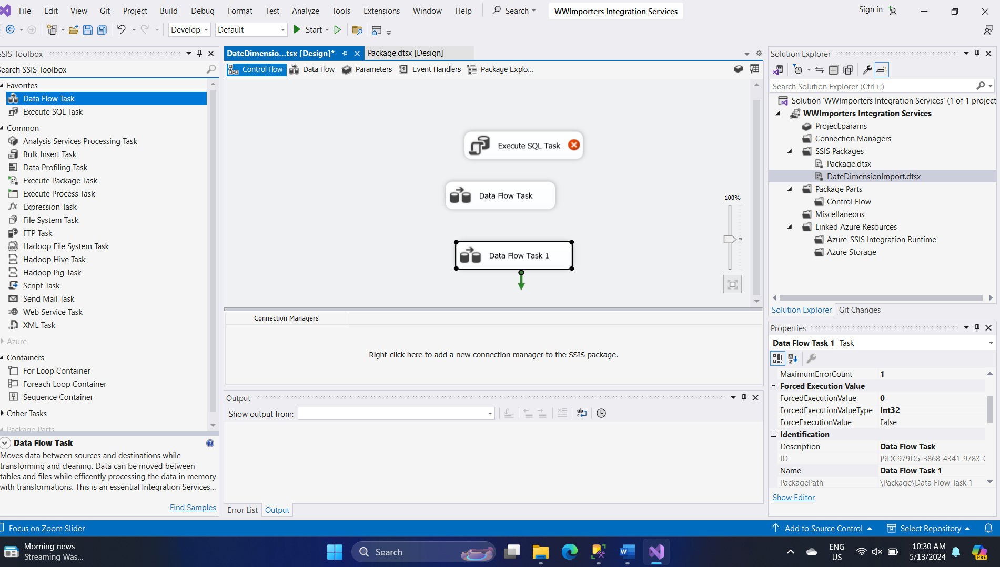 File Edit View Git Project Build Debug Format Test Analyze Tools Extensions Window Help Search WWImporters Integration Services Sign in
Develop Default Start
SSIS Toolbox
Search SSIS Toolbox
Favorites
Data Flow Task
Execute SQL Task
Common
Analysis Services Processing Task
Bulk Insert Task
Data Profiling Task
Execute Package Task
Execute Process Task
Expression Task
File System Task
FTP Task
Hadoop File System Task
Hadoop Hive Task
Hadoop Pig Task
Script Task
Send Mail Task
Web Service Task
XML Task
Azure
Containers
For Loop Container
Foreach Loop Container
Sequence Container
Other Tasks
Package Parts
Data Flow Task
Moves data between sources and destinations while
transforming and cleaning. Data can be moved between
tables and files while efficently processing the data in memory
with transformations. This is an essential Integration Services...
Find Samples
DateDimensio...tsx [Design]* Package.dtsx [Design]
Control Flow Data Flow Parameters Event Handlers Package Explo...
Execute SQL Task
Data Flow Task
Data Flow Task 1
100%
Connection Managers
Right-click here to add a new connection manager to the SSIS package.
Output
Show output from:
Error List Output
Solution Explorer
Search Solution Explorer (Ctrl+;)
Solution 'WWImporters Integration Services' (1 of 1 project
WWImporters Integration Services
Project.params
Connection Managers
SSIS Packages
Package.dtsx
DateDimensionImport.dtsx
Package Parts
Control Flow
Miscellaneous
Linked Azure Resources
Azure-SSIS Integration Runtime
Azure Storage
Solution Explorer Git Changes
Properties
Data Flow Task 1 Task
MaximumErrorCount 1
Forced Execution Value
ForcedExecutionValue 0
ForcedExecutionValueType Int32
ForceExecutionValue False
Identification
Description Data Flow Task
ID {9DC979D5-3868-4341-9783-0
Name Data Flow Task 1
PackagePath \Package\Data Flow Task 1
Show Editor
Focus on Zoom Slider Add to Source Control Select Repository
Morning news
Streaming Was...
Search
ENG
US
10:30 AM
5/13/2024